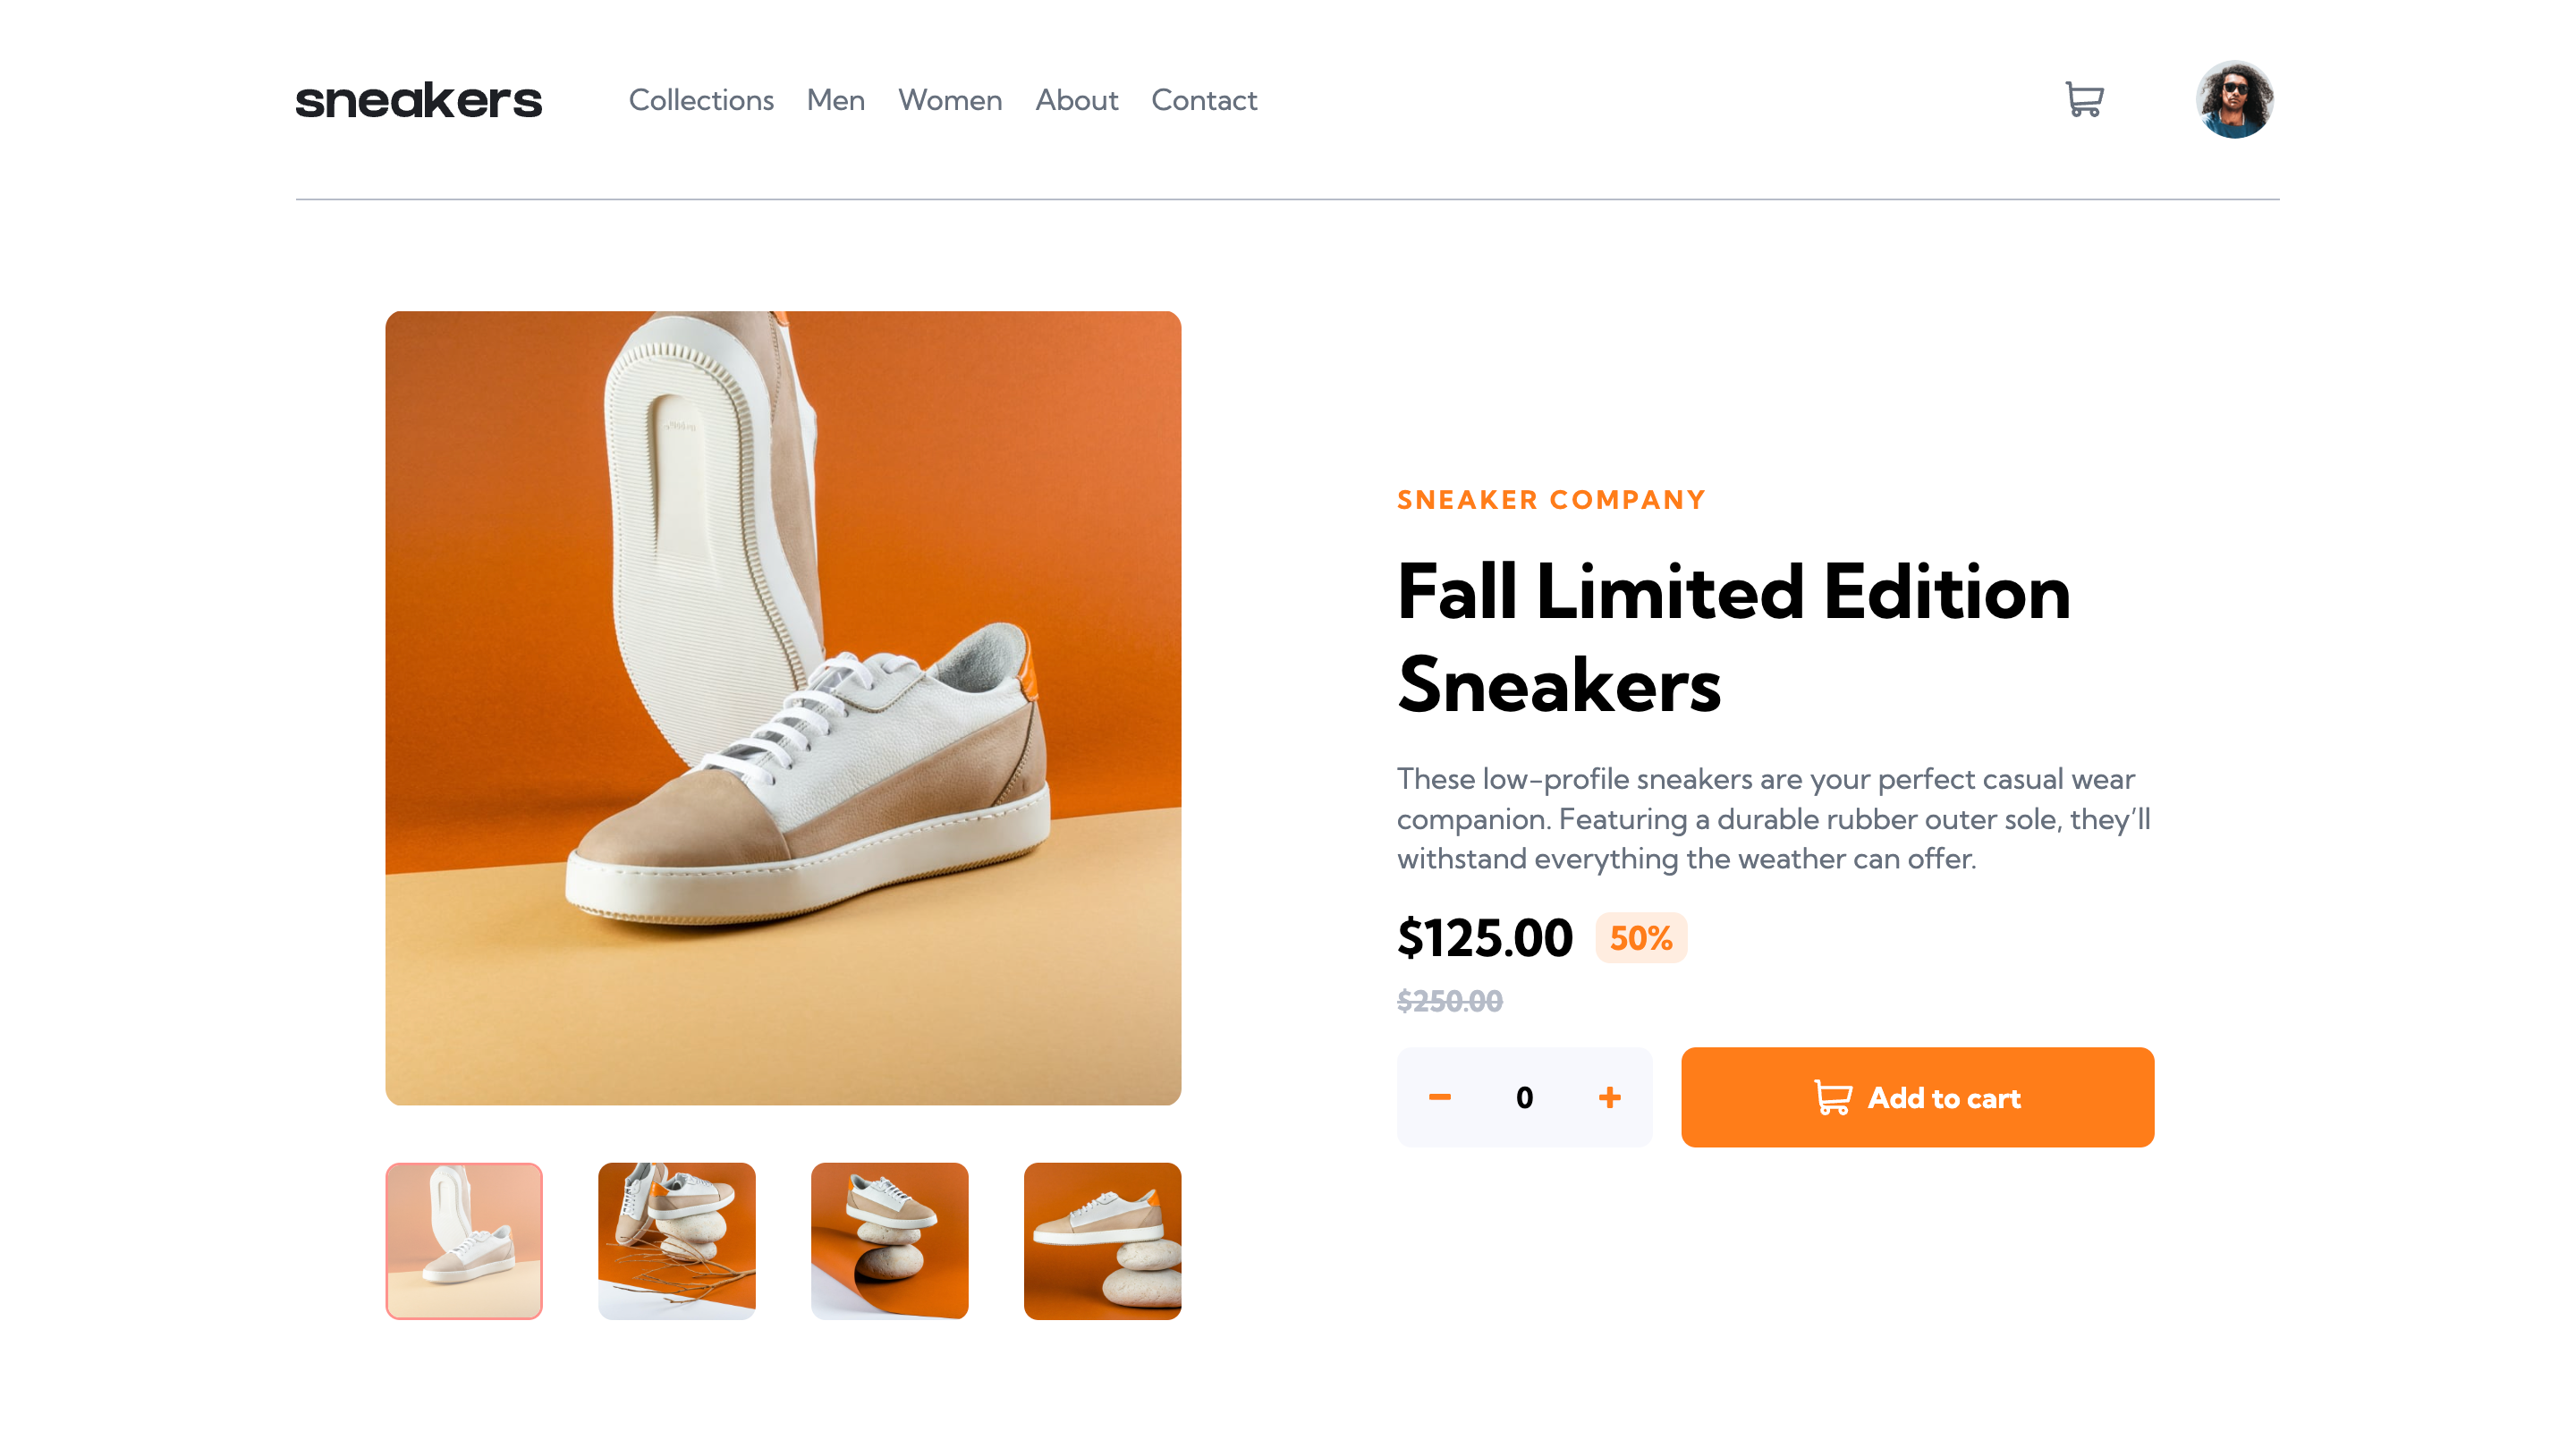 sneakers
Collections Men Women About Contact
SNEAKER COMPANY
Fall Limited Edition
Sneakers
These low-profile sneakers are your perfect casual wear
companion. Featuring a durable rubber outer sole, they’ll
withstand everything the weather can offer.
$125.00 50%
$250.00
− 0 +
Add to cart